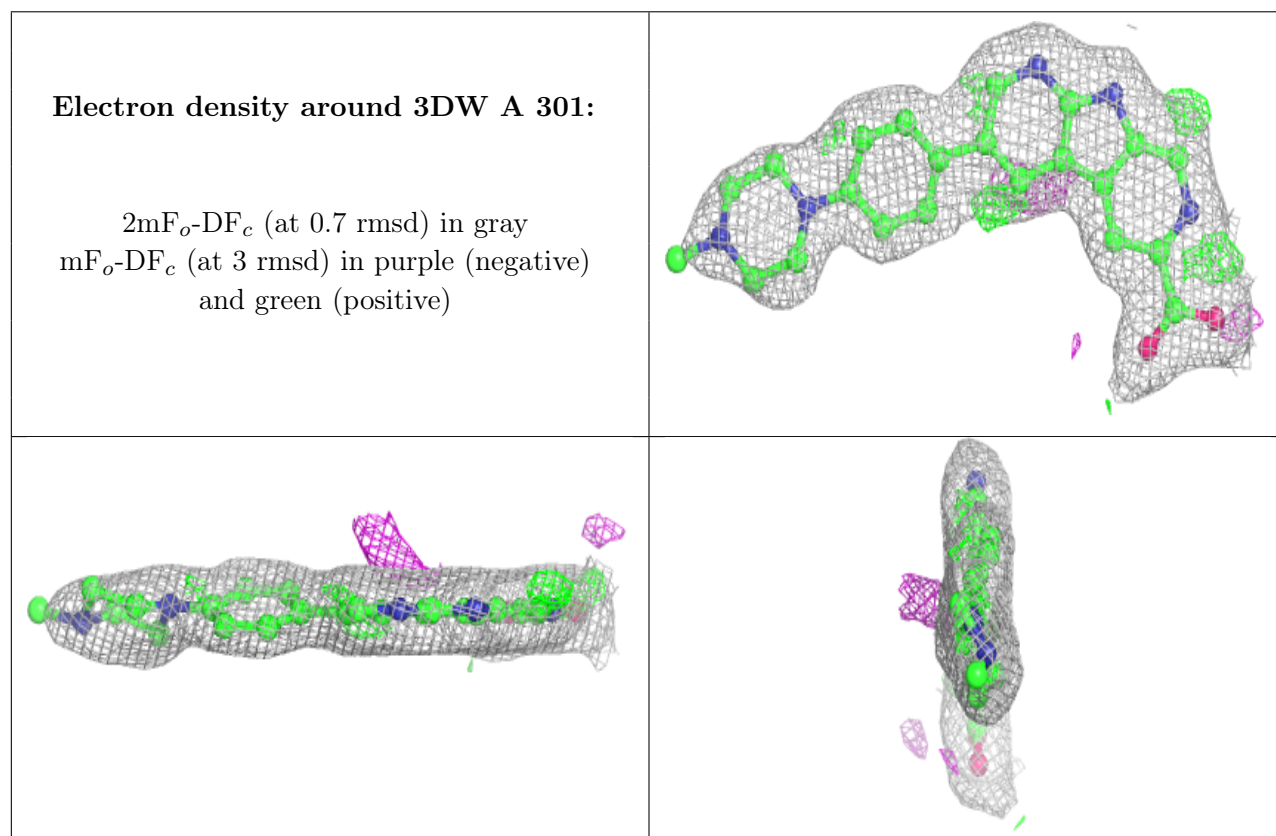 Electron density around 3DW A 301:
2mFo-DFc (at 0.7 rmsd) in gray
mFo-DFc (at 3 rmsd) in purple (negative)
and green (positive)